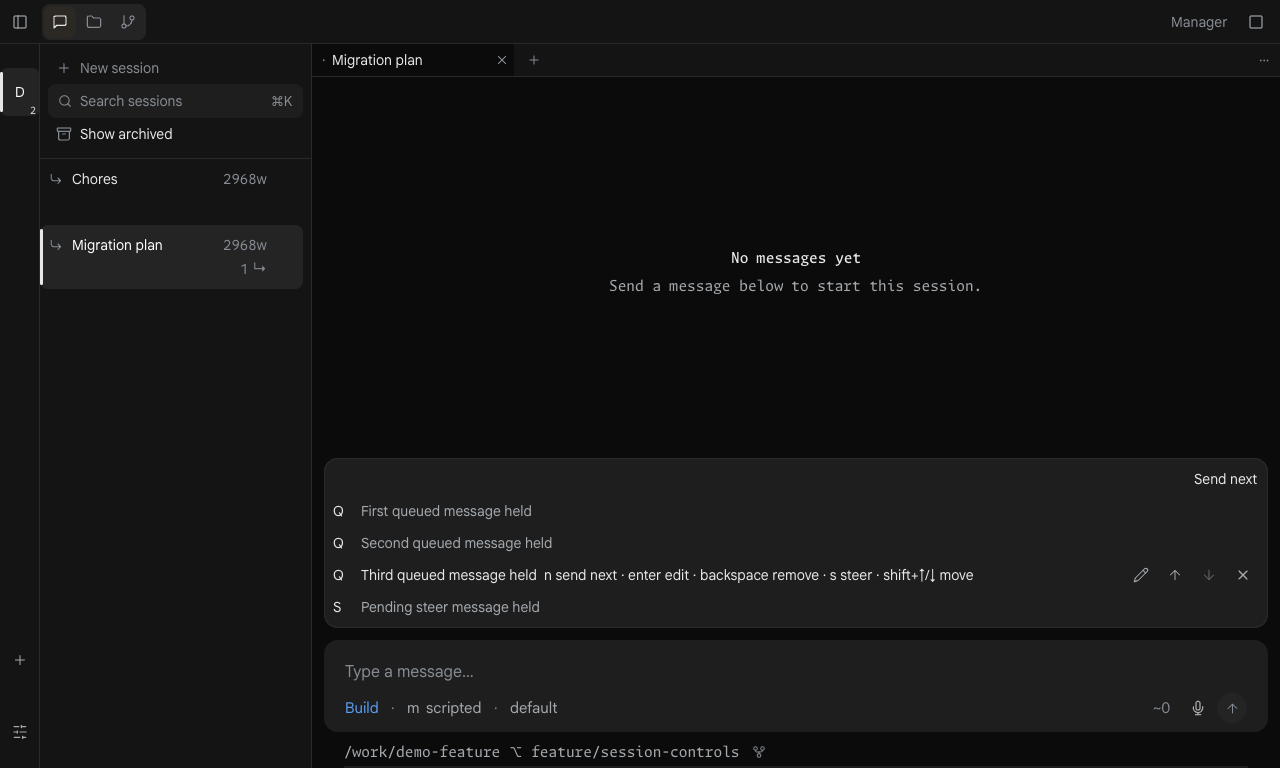 Manager
D
2
New session
Search sessions ⌘K
Show archived
Chores 2968w
Migration plan 2968w
1
· Migration plan
No messages yet
Send a message below to start this session.
Send next
Q First queued message held
Q Second queued message held
Q Third queued message held n send next · enter edit · backspace remove · s steer · shift+↑/↓ move
S Pending steer message held
Type a message...
Build · m scripted · default ~0
/work/demo-feature ⌥ feature/session-controls